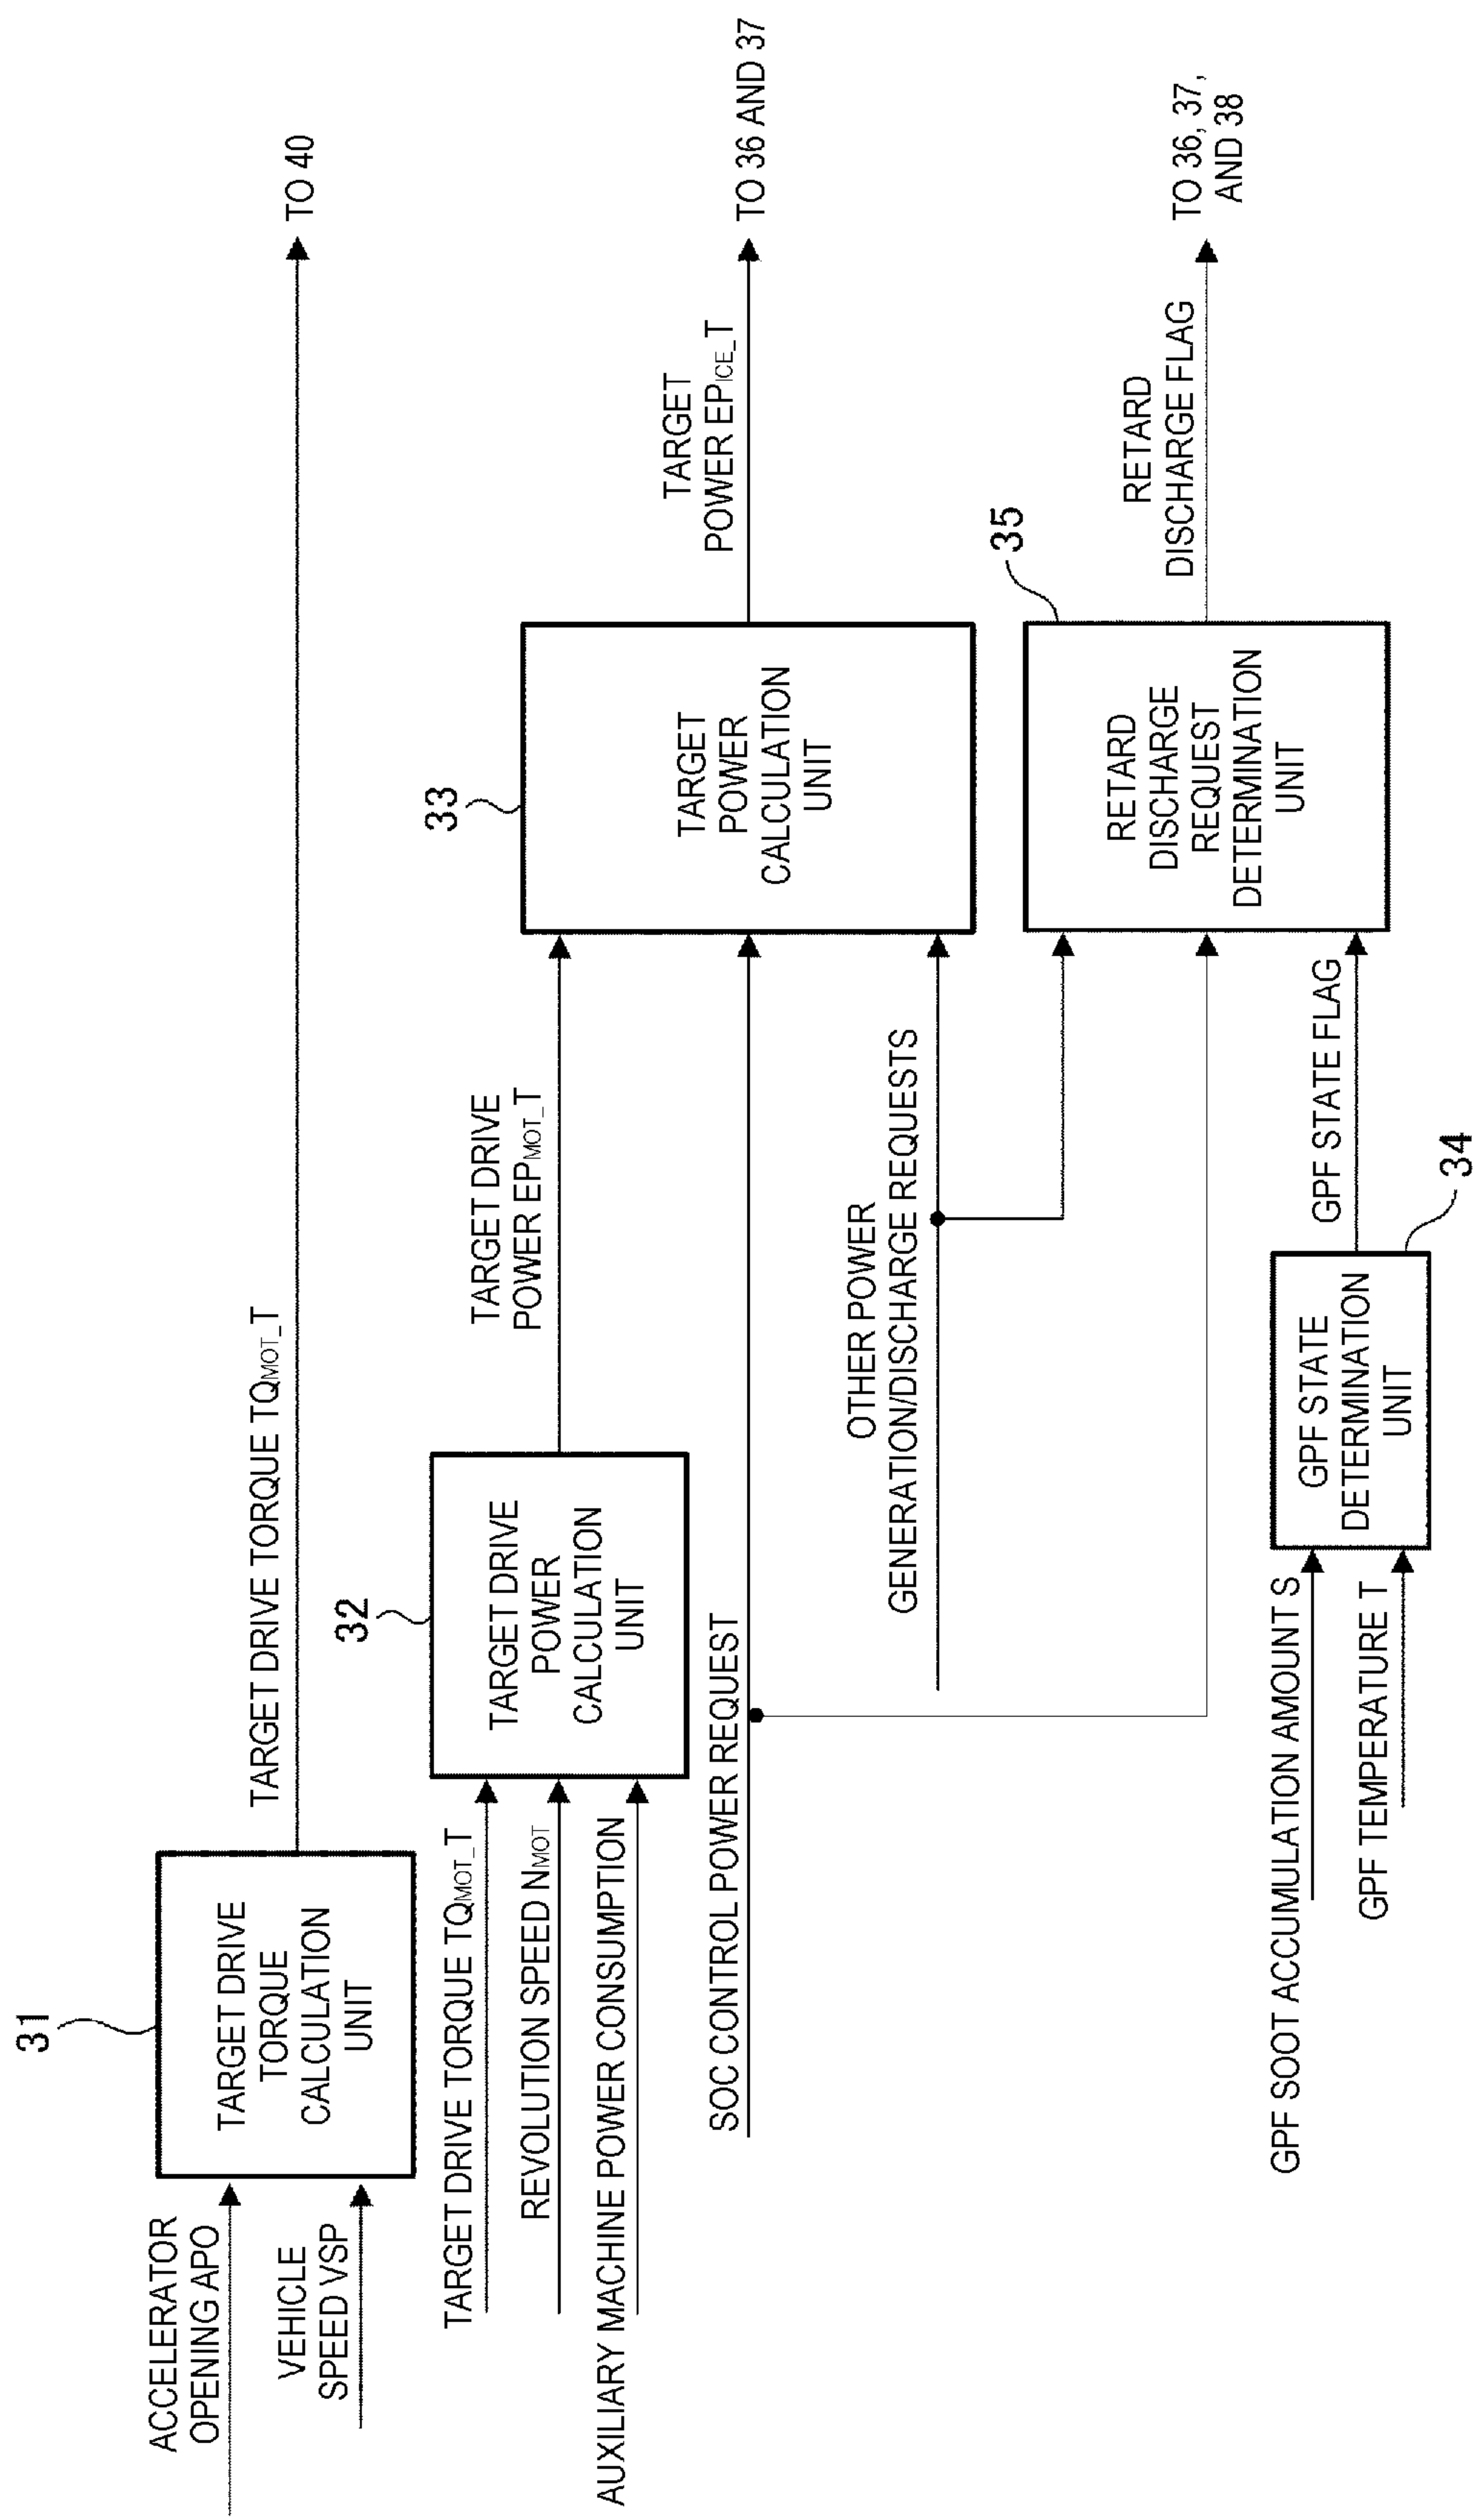 31
ACCELERATOR
OPENING APO
VEHICLE
SPEED VSP
TARGET DRIVE
TORQUE
CALCULATION
UNIT
TARGET DRIVE TORQUE TQMOT_T
TO 40
32
TARGET DRIVE TORQUE TQMOT_T
REVOLUTION SPEED NMOT
AUXILIARY MACHINE POWER CONSUMPTION
TARGET DRIVE
POWER
CALCULATION
UNIT
TARGET DRIVE
POWER EPMOT_T
SOC CONTROL POWER REQUEST
OTHER POWER
GENERATION/DISCHARGE REQUESTS
33
TARGET
POWER
CALCULATION
UNIT
TARGET
POWER EPICE_T
TO 36 AND 37
GPF SOOT ACCUMULATION AMOUNT S
GPF TEMPERATURE T
GPF STATE
DETERMINATION
UNIT
34
GPF STATE FLAG
35
RETARD
DISCHARGE
REQUEST
DETERMINATION
UNIT
RETARD
DISCHARGE FLAG
TO 36, 37,
AND 38